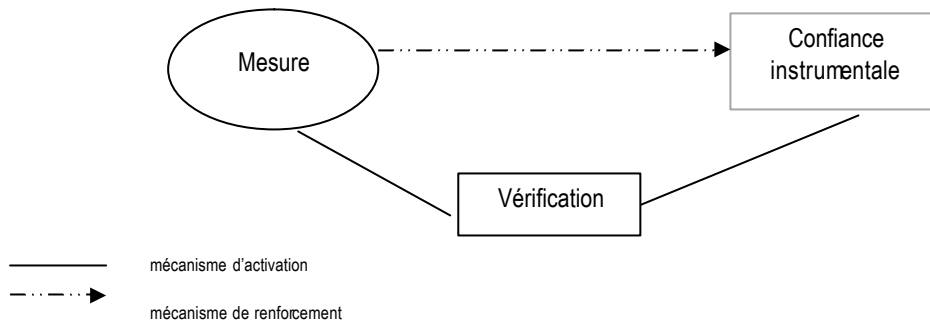 Mesure
Confiance
instrumentale
Vérification
mécanisme d'activation
mécanisme de renforcement